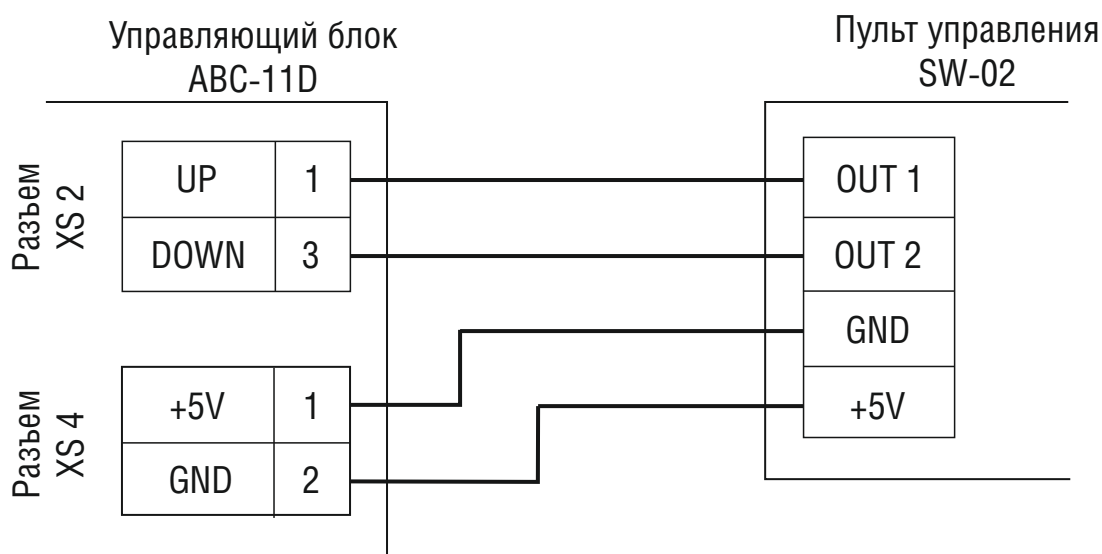 Управляющий блок
ABC-11D
Пульт управления
SW-02
Разъем
XS 2
UP 1
DOWN 3
OUT 1
OUT 2
GND
+5V
Разъем
XS 4
+5V 1
GND 2